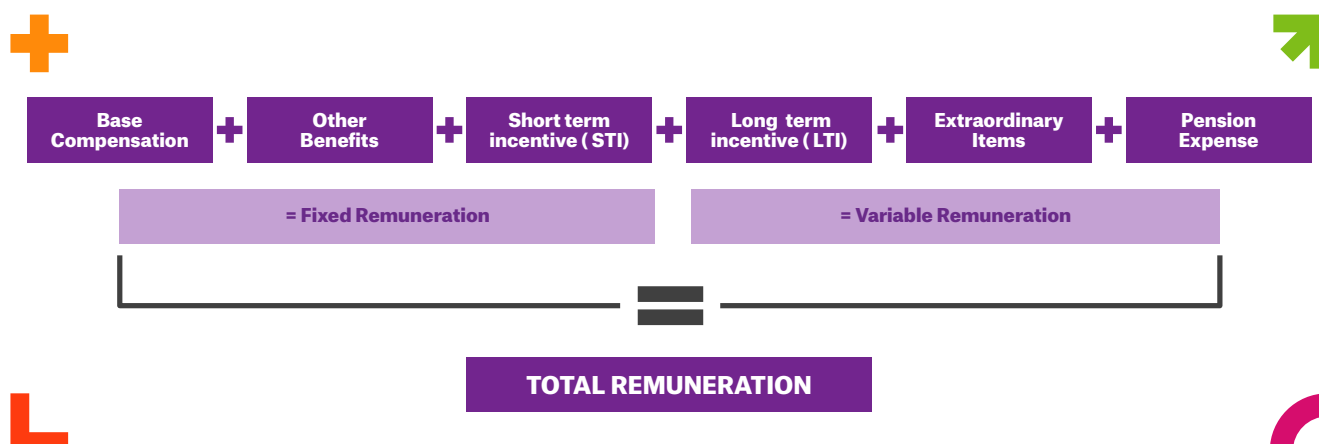 Base
Compensation
Other
Benefits
Short term
incentive ( STI)
Long term
incentive ( LTI)
Extraordinary
Items
Pension
Expense
= Fixed Remuneration
= Variable Remuneration
TOTAL REMUNERATION